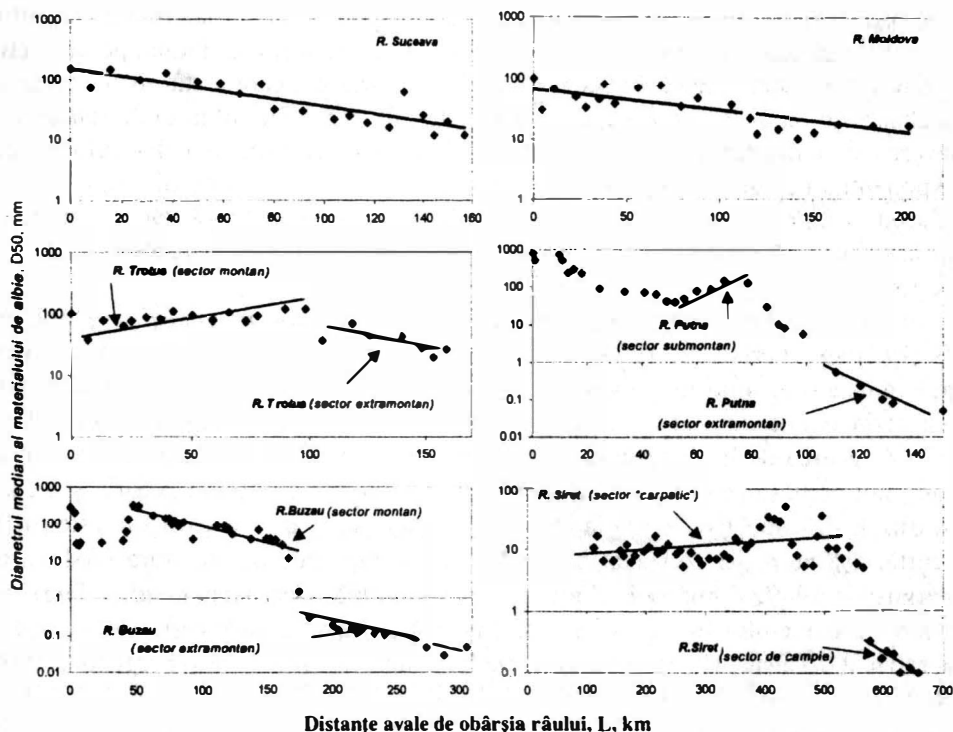 Diametrul median al materialului de albie, D50, mm
R. Suceava
1000
100
10
1
0 20 40 60 80 100 120 140 160
R. Moldova
1000
100
10
1
0 50 100 150 200
R. Trotus (sector montan)
1000
100
10
1
0 50 100 150
R. Trotus (sector extramontan)
R. Putna
(sector submontan)
1000
100
10
1
0.1
0.01
0 20 40 60 80 100 120 140
R. Putna
(sector extramontan)
R.Buzau
(sector montan)
1000
100
10
1
0.1
0.01
0 50 100 150 200 250 300
R. Buzau
(sector extramontan)
R. Siret (sector "carpatic")
100
10
1
0.1
0 100 200 300 400 500 600 700
R.Siret
(sector de campie)
Distanțe avale de obârșia râului, L, km